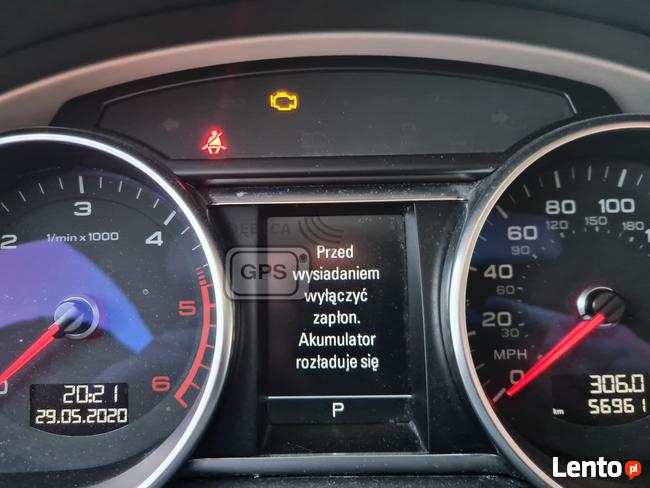 DĘBICA
GPS
Przed
wysiadaniem
wyłączyć
zapłon.
Akumulator
rozładuje się
P
2
3
4
5
6
1/min x 1000
20:21
29.05.2020
0
20
40
60
80
100
30
60
90
120
150
180
MPH
306.0
km 56961
Lento.pl